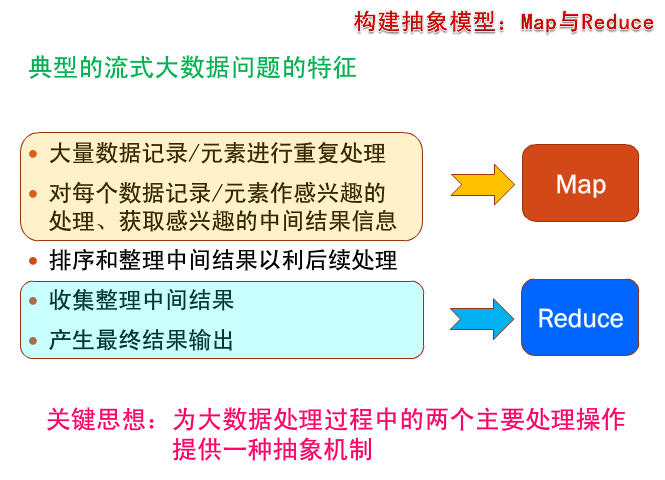 构建抽象模型：Map与Reduce
典型的流式大数据问题的特征
大量数据记录/元素进行重复处理
对每个数据记录/元素作感兴趣的
处理、获取感兴趣的中间结果信息
Map
排序和整理中间结果以利后续处理
收集整理中间结果
产生最终结果输出
Reduce
关键思想：为大数据处理过程中的两个主要处理操作
提供一种抽象机制